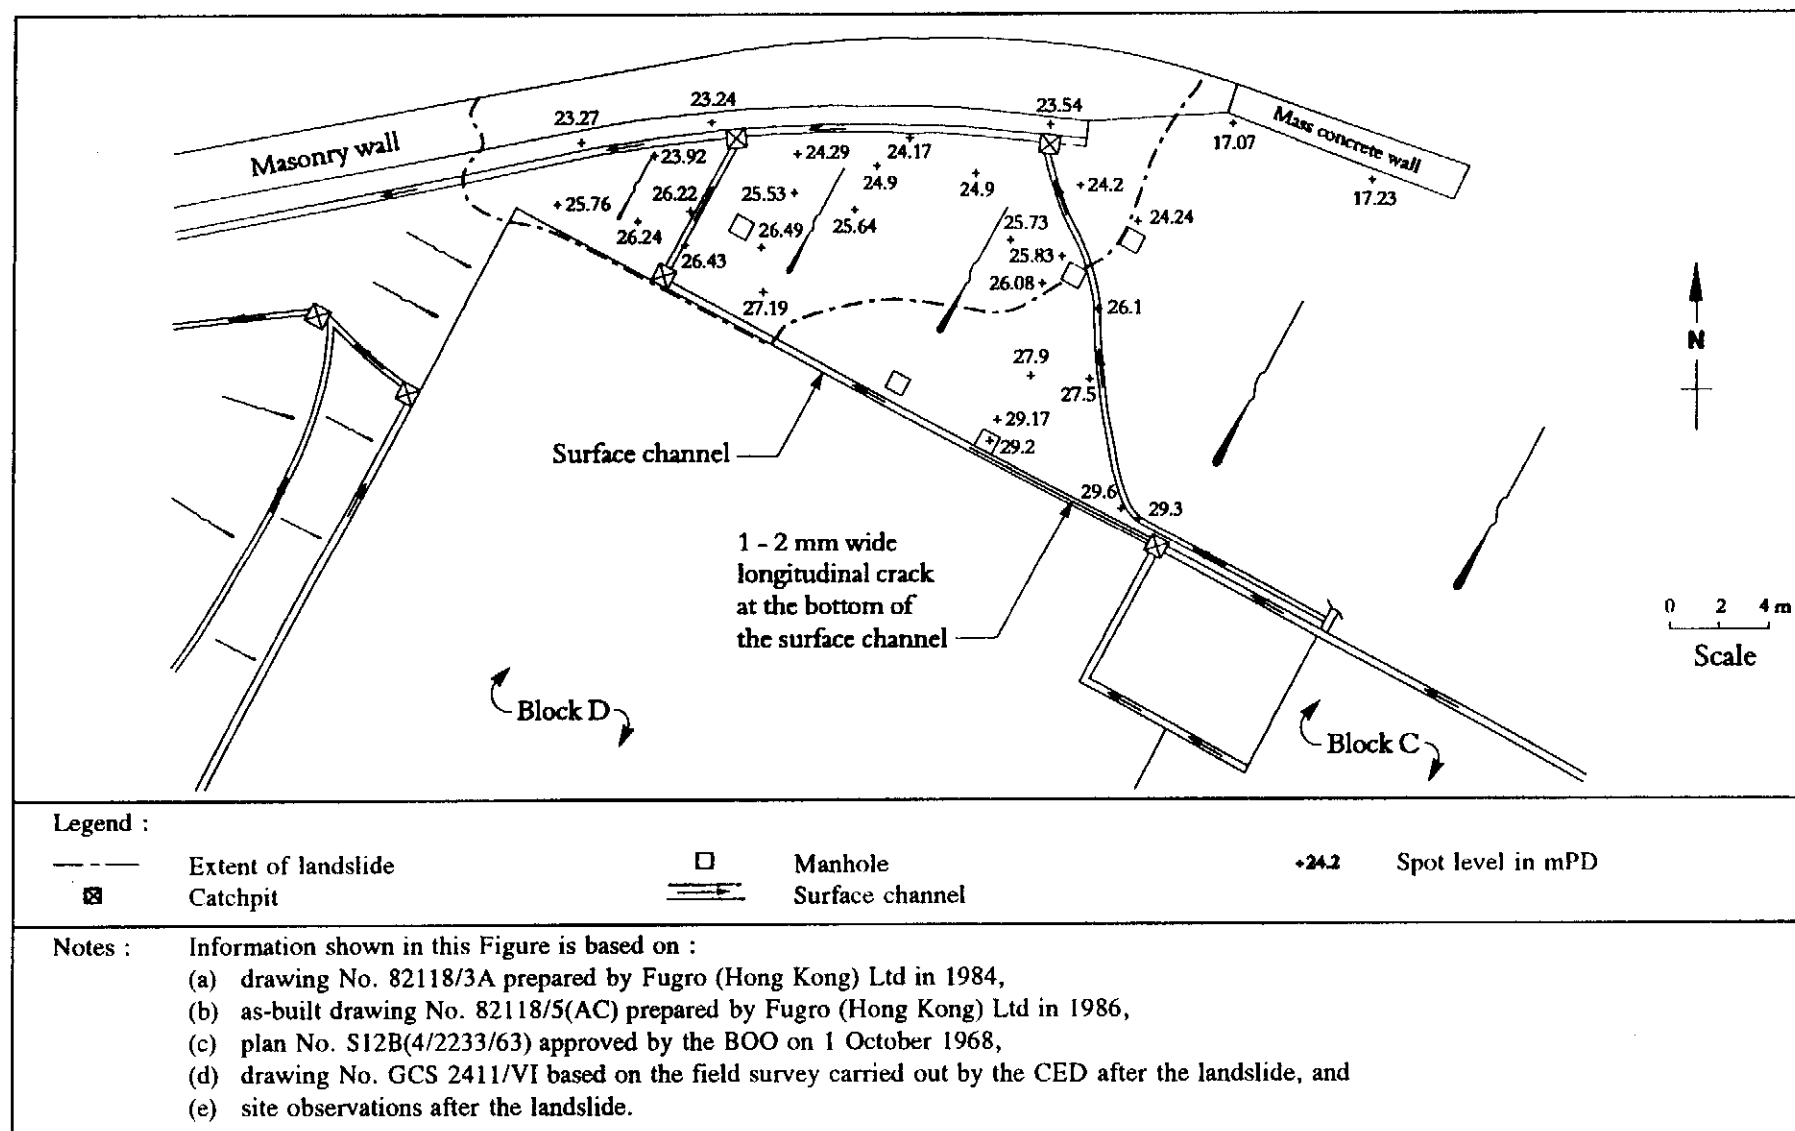 23.24
23.54
23.27
Mass concrete wall
17.07
17.23
Masonry wall
23.92
24.29
24.17
24.9
24.9
24.2
24.24
25.76
26.22
25.53
25.64
26.24
26.49
25.73
26.43
25.83
26.08
27.19
26.1
27.9
27.5
29.17
29.2
Surface channel
29.6
29.3
1 - 2 mm wide
longitudinal crack
at the bottom of
the surface channel
N
0 2 4 m
Scale
Block D
Block C
Legend :
Extent of landslide
Manhole
+24.2 Spot level in mPD
Catchpit
Surface channel
Notes : Information shown in this Figure is based on :
(a) drawing No. 82118/3A prepared by Fugro (Hong Kong) Ltd in 1984,
(b) as-built drawing No. 82118/5(AC) prepared by Fugro (Hong Kong) Ltd in 1986,
(c) plan No. S12B(4/2233/63) approved by the BOO on 1 October 1968,
(d) drawing No. GCS 2411/VI based on the field survey carried out by the CED after the landslide, and
(e) site observations after the landslide.